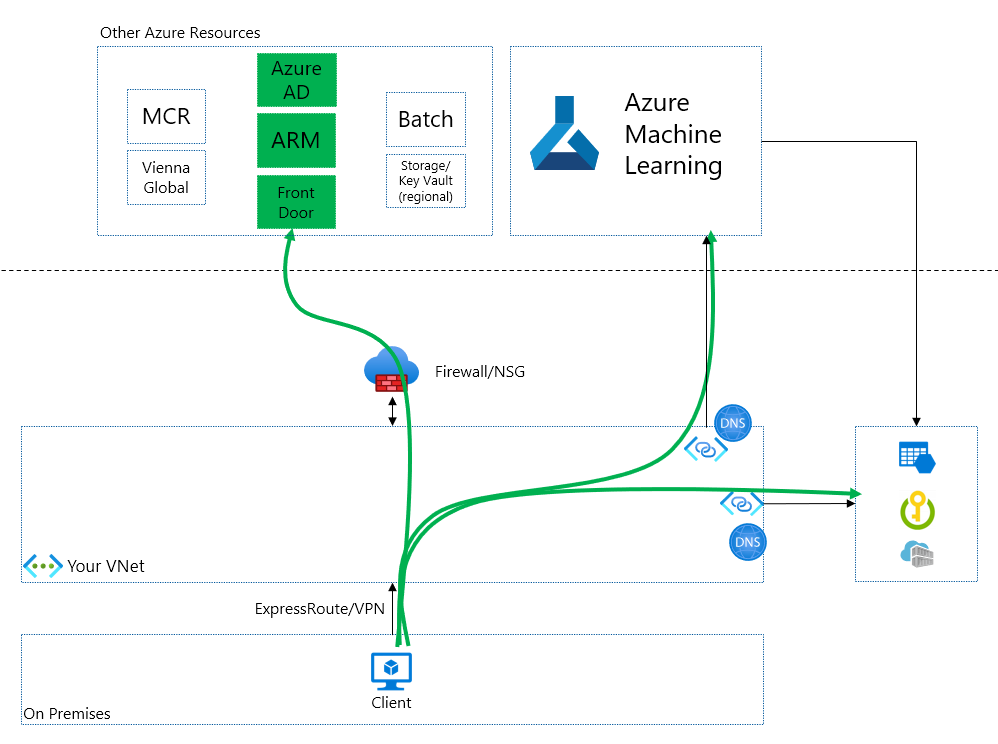 Other Azure Resources
Azure
AD
MCR
ARM
Batch
Vienna
Global
Storage/
Key Vault
(regional)
Front
Door
Azure
Machine
Learning
Firewall/NSG
DNS
DNS
Your VNet
ExpressRoute/VPN
Client
On Premises